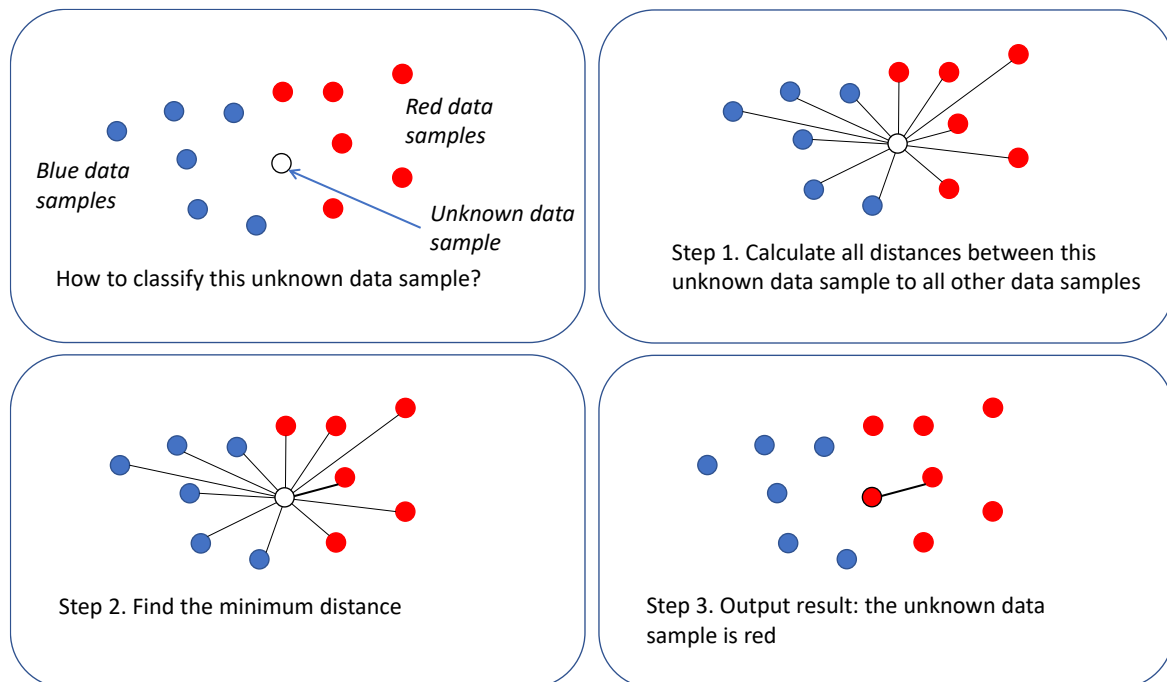 Red data
samples
Blue data
samples
Unknown data
sample
How to classify this unknown data sample?
Step 1. Calculate all distances between this
unknown data sample to all other data samples
Step 2. Find the minimum distance
Step 3. Output result: the unknown data
sample is red